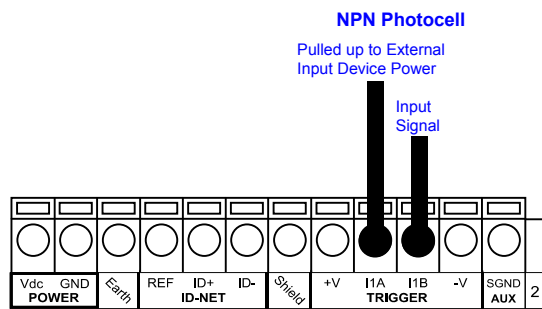 NPN Photocell
Pulled up to External
Input Device Power
Input
Signal
Vdc GND Earth REF ID+ ID- Shield +V I1A I1B -V SGND 2
POWER ID-NET TRIGGER AUX